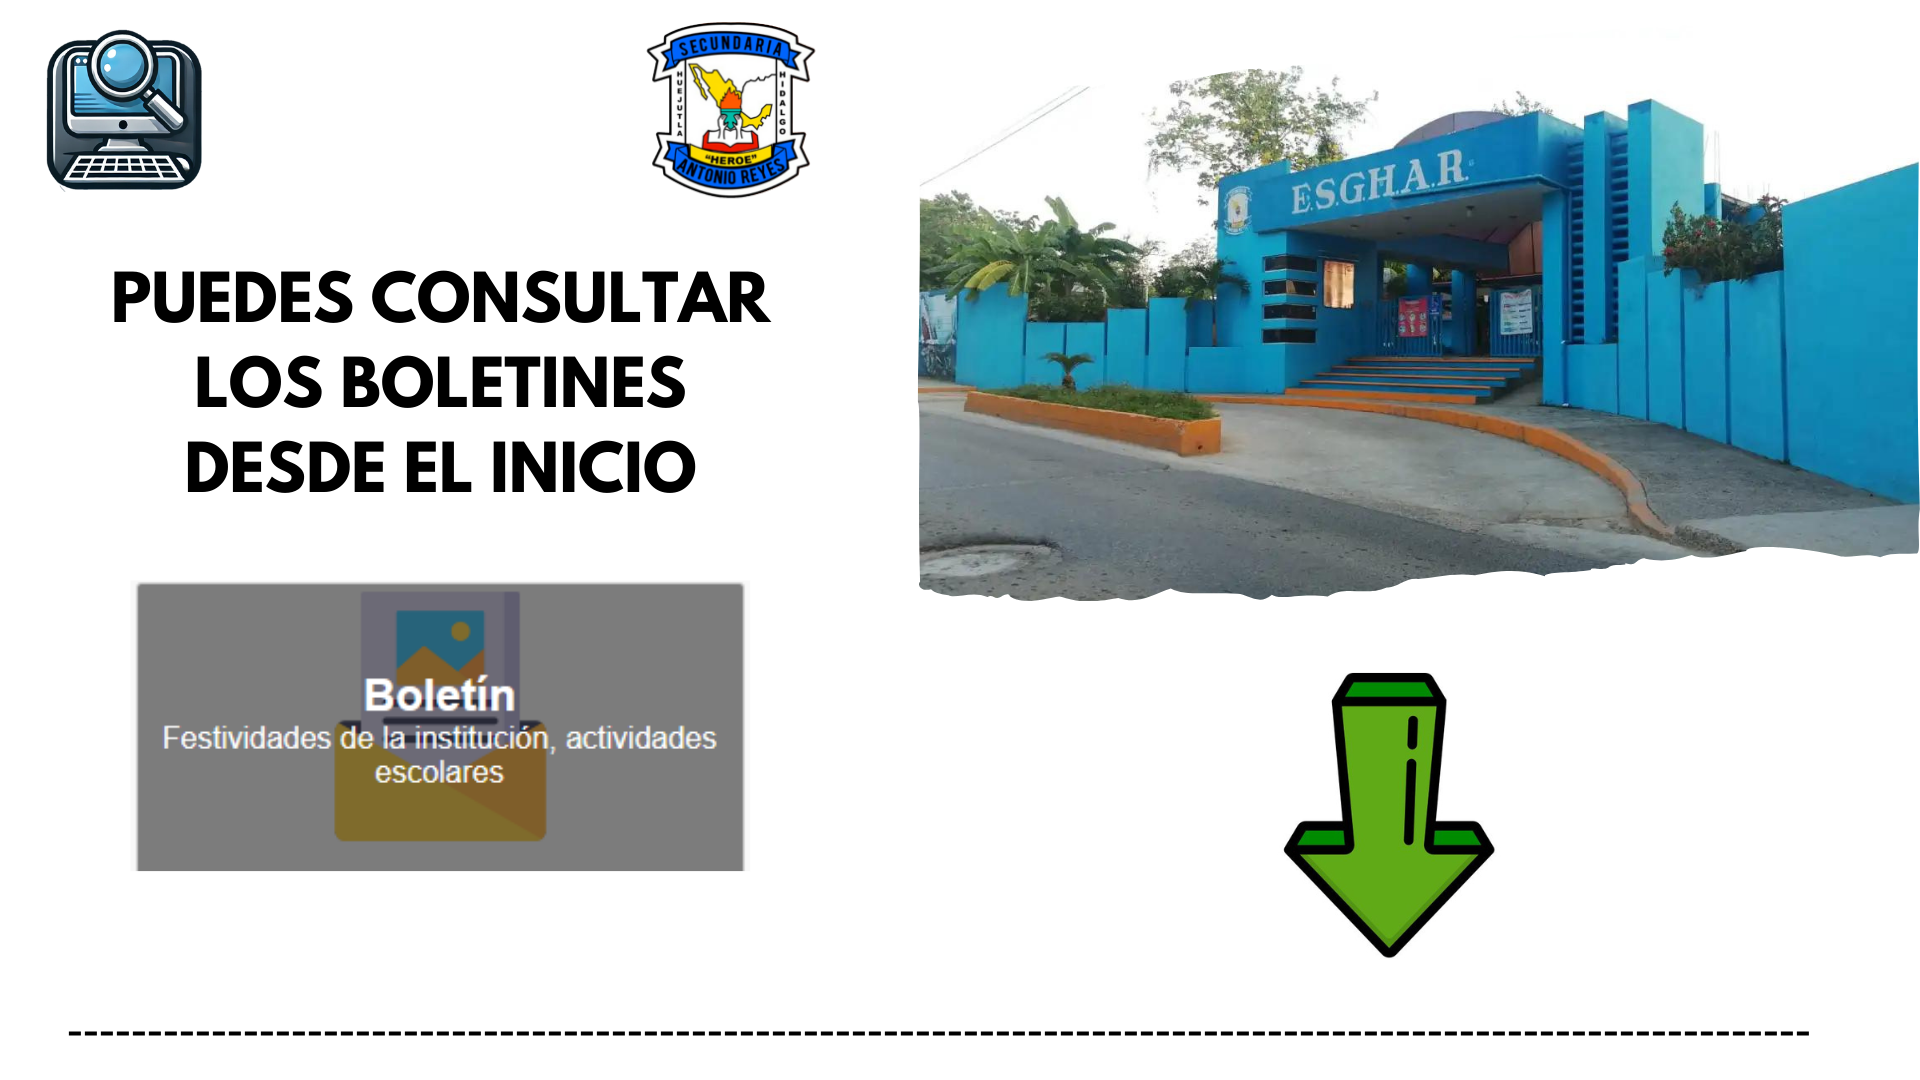 SECUNDARIA
HUEJUTLA
HIDALGO
"HEROE"
ANTONIO REYES
E.S.G.H.A.R.
PUEDES CONSULTAR
LOS BOLETINES
DESDE EL INICIO
Boletín
Festividades de la institución, actividades
escolares